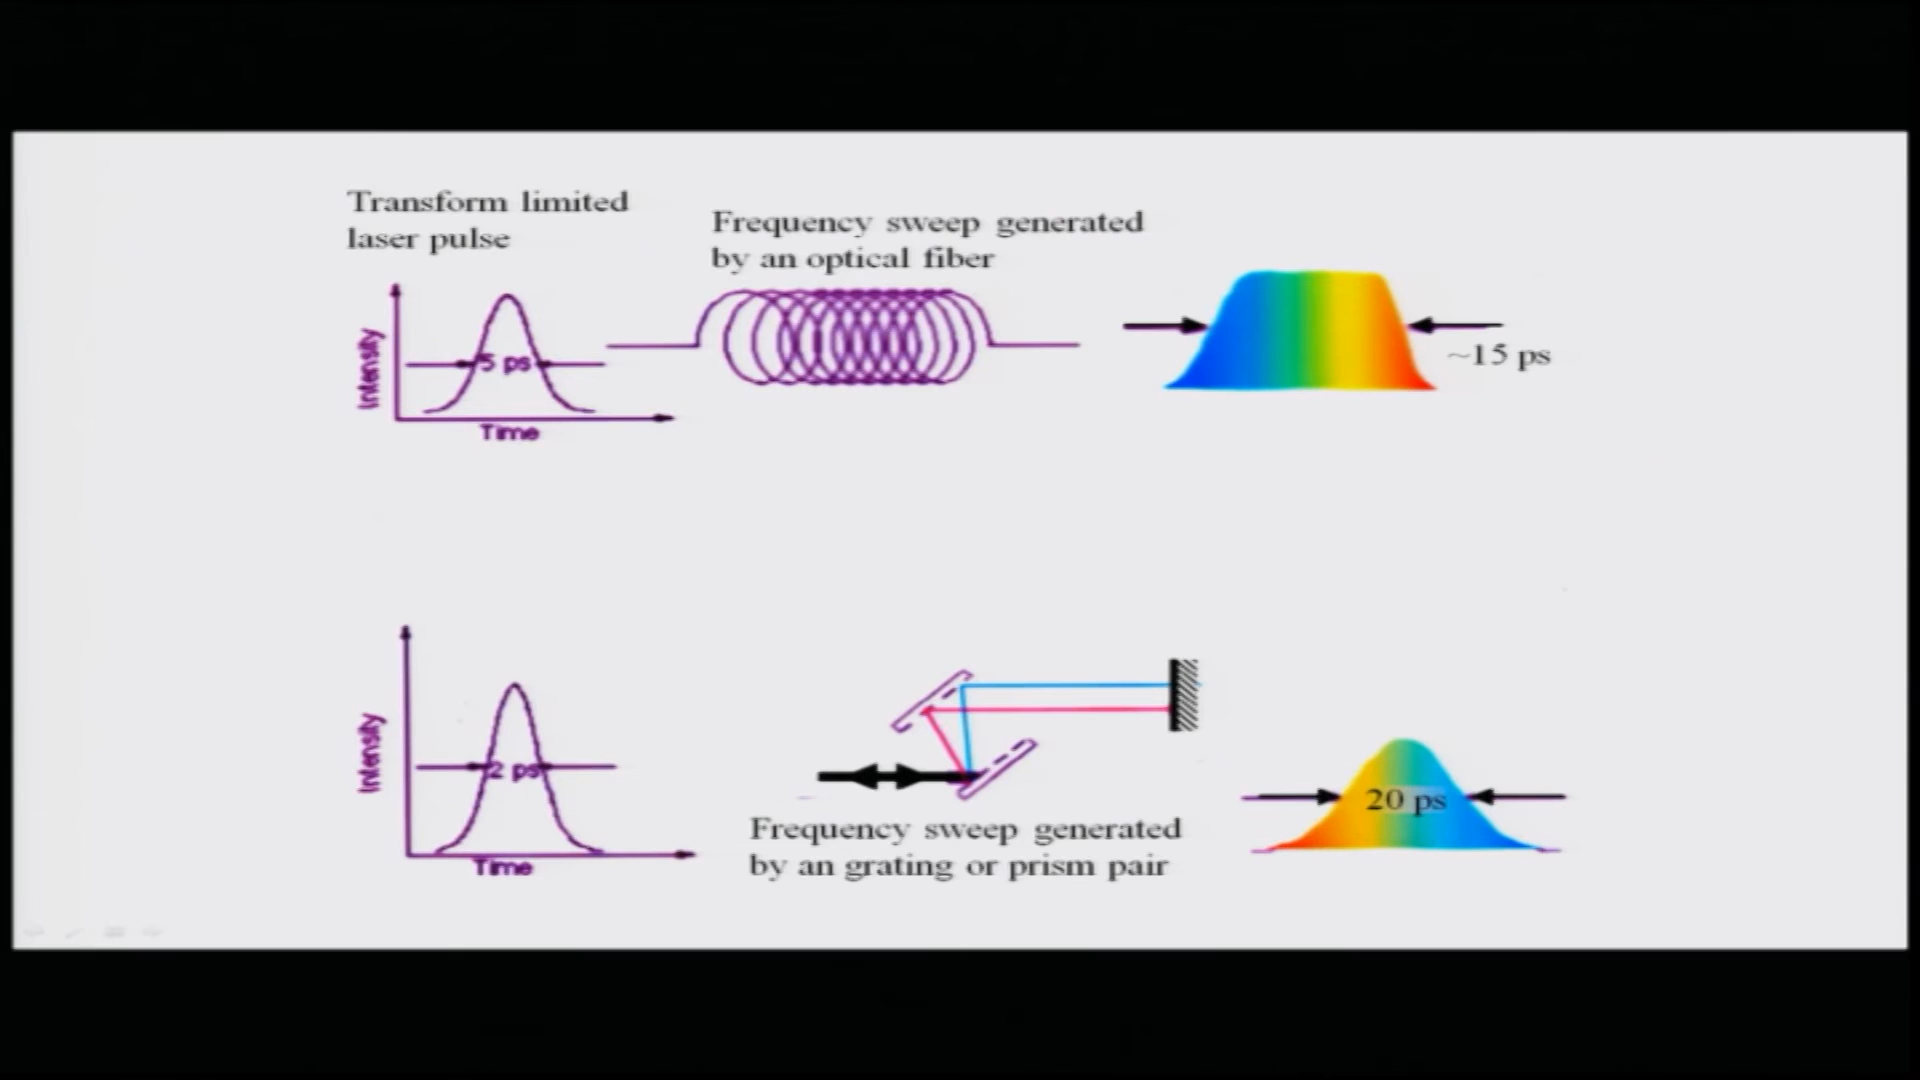 Transform limited
laser pulse
Frequency sweep generated
by an optical fiber
Intensity
5 ps
Time
~15 ps
Intensity
2 ps
Time
Frequency sweep generated
by an grating or prism pair
20 ps